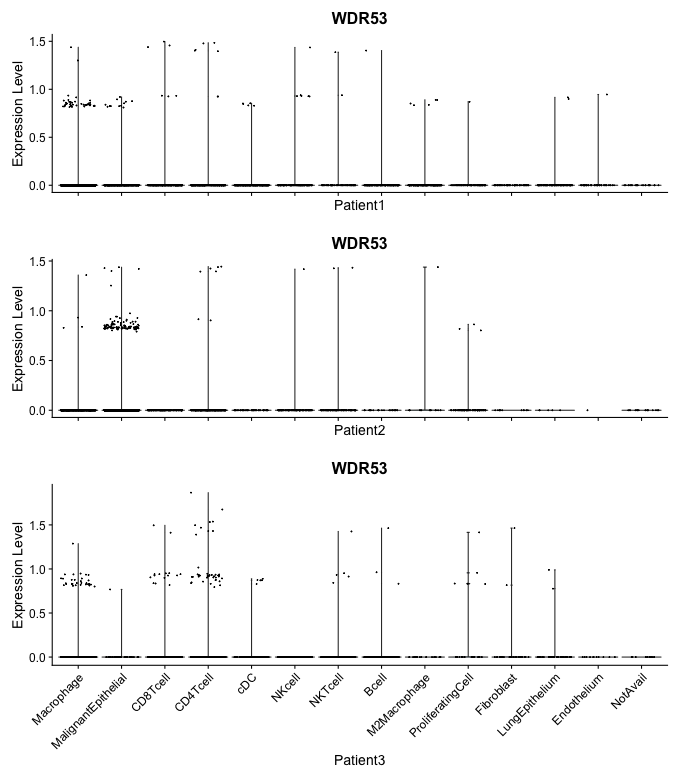 WDR53
Expression Level
1.5
1.0
0.5
0.0
Patient1
WDR53
Expression Level
1.5
1.0
0.5
0.0
Patient2
WDR53
Expression Level
1.5
1.0
0.5
0.0
Macrophage
MalignantEpithelial
CD8Tcell
CD4Tcell
cDC
NKcell
NKTcell
Bcell
M2Macrophage
ProliferatingCell
Fibroblast
LungEpithelium
Endothelium
NotAvail
Patient3